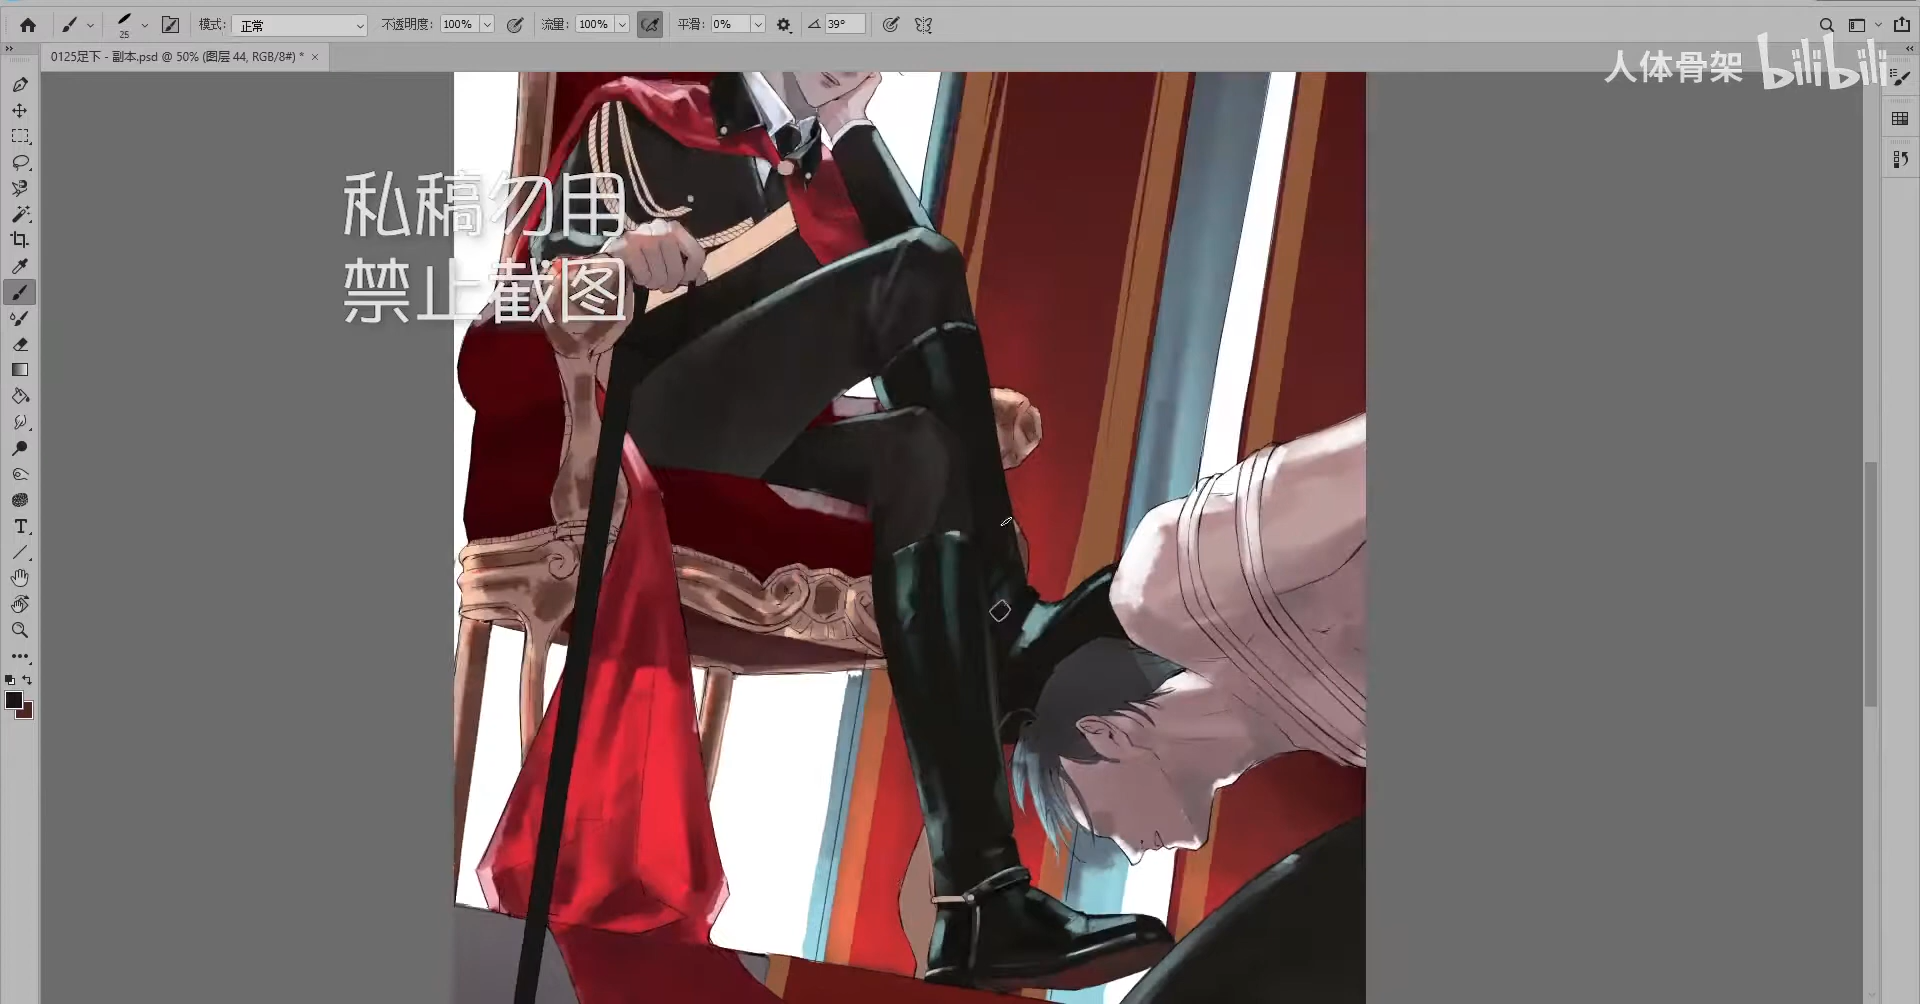 模式: 正常 不透明度: 100% 流量: 100% 平滑: 0% 39°
25
0125足下 - 副本.psd @ 50% (图层 44, RGB/8#) * ×
人体骨架 bilibili
私稿勿用
禁止截图